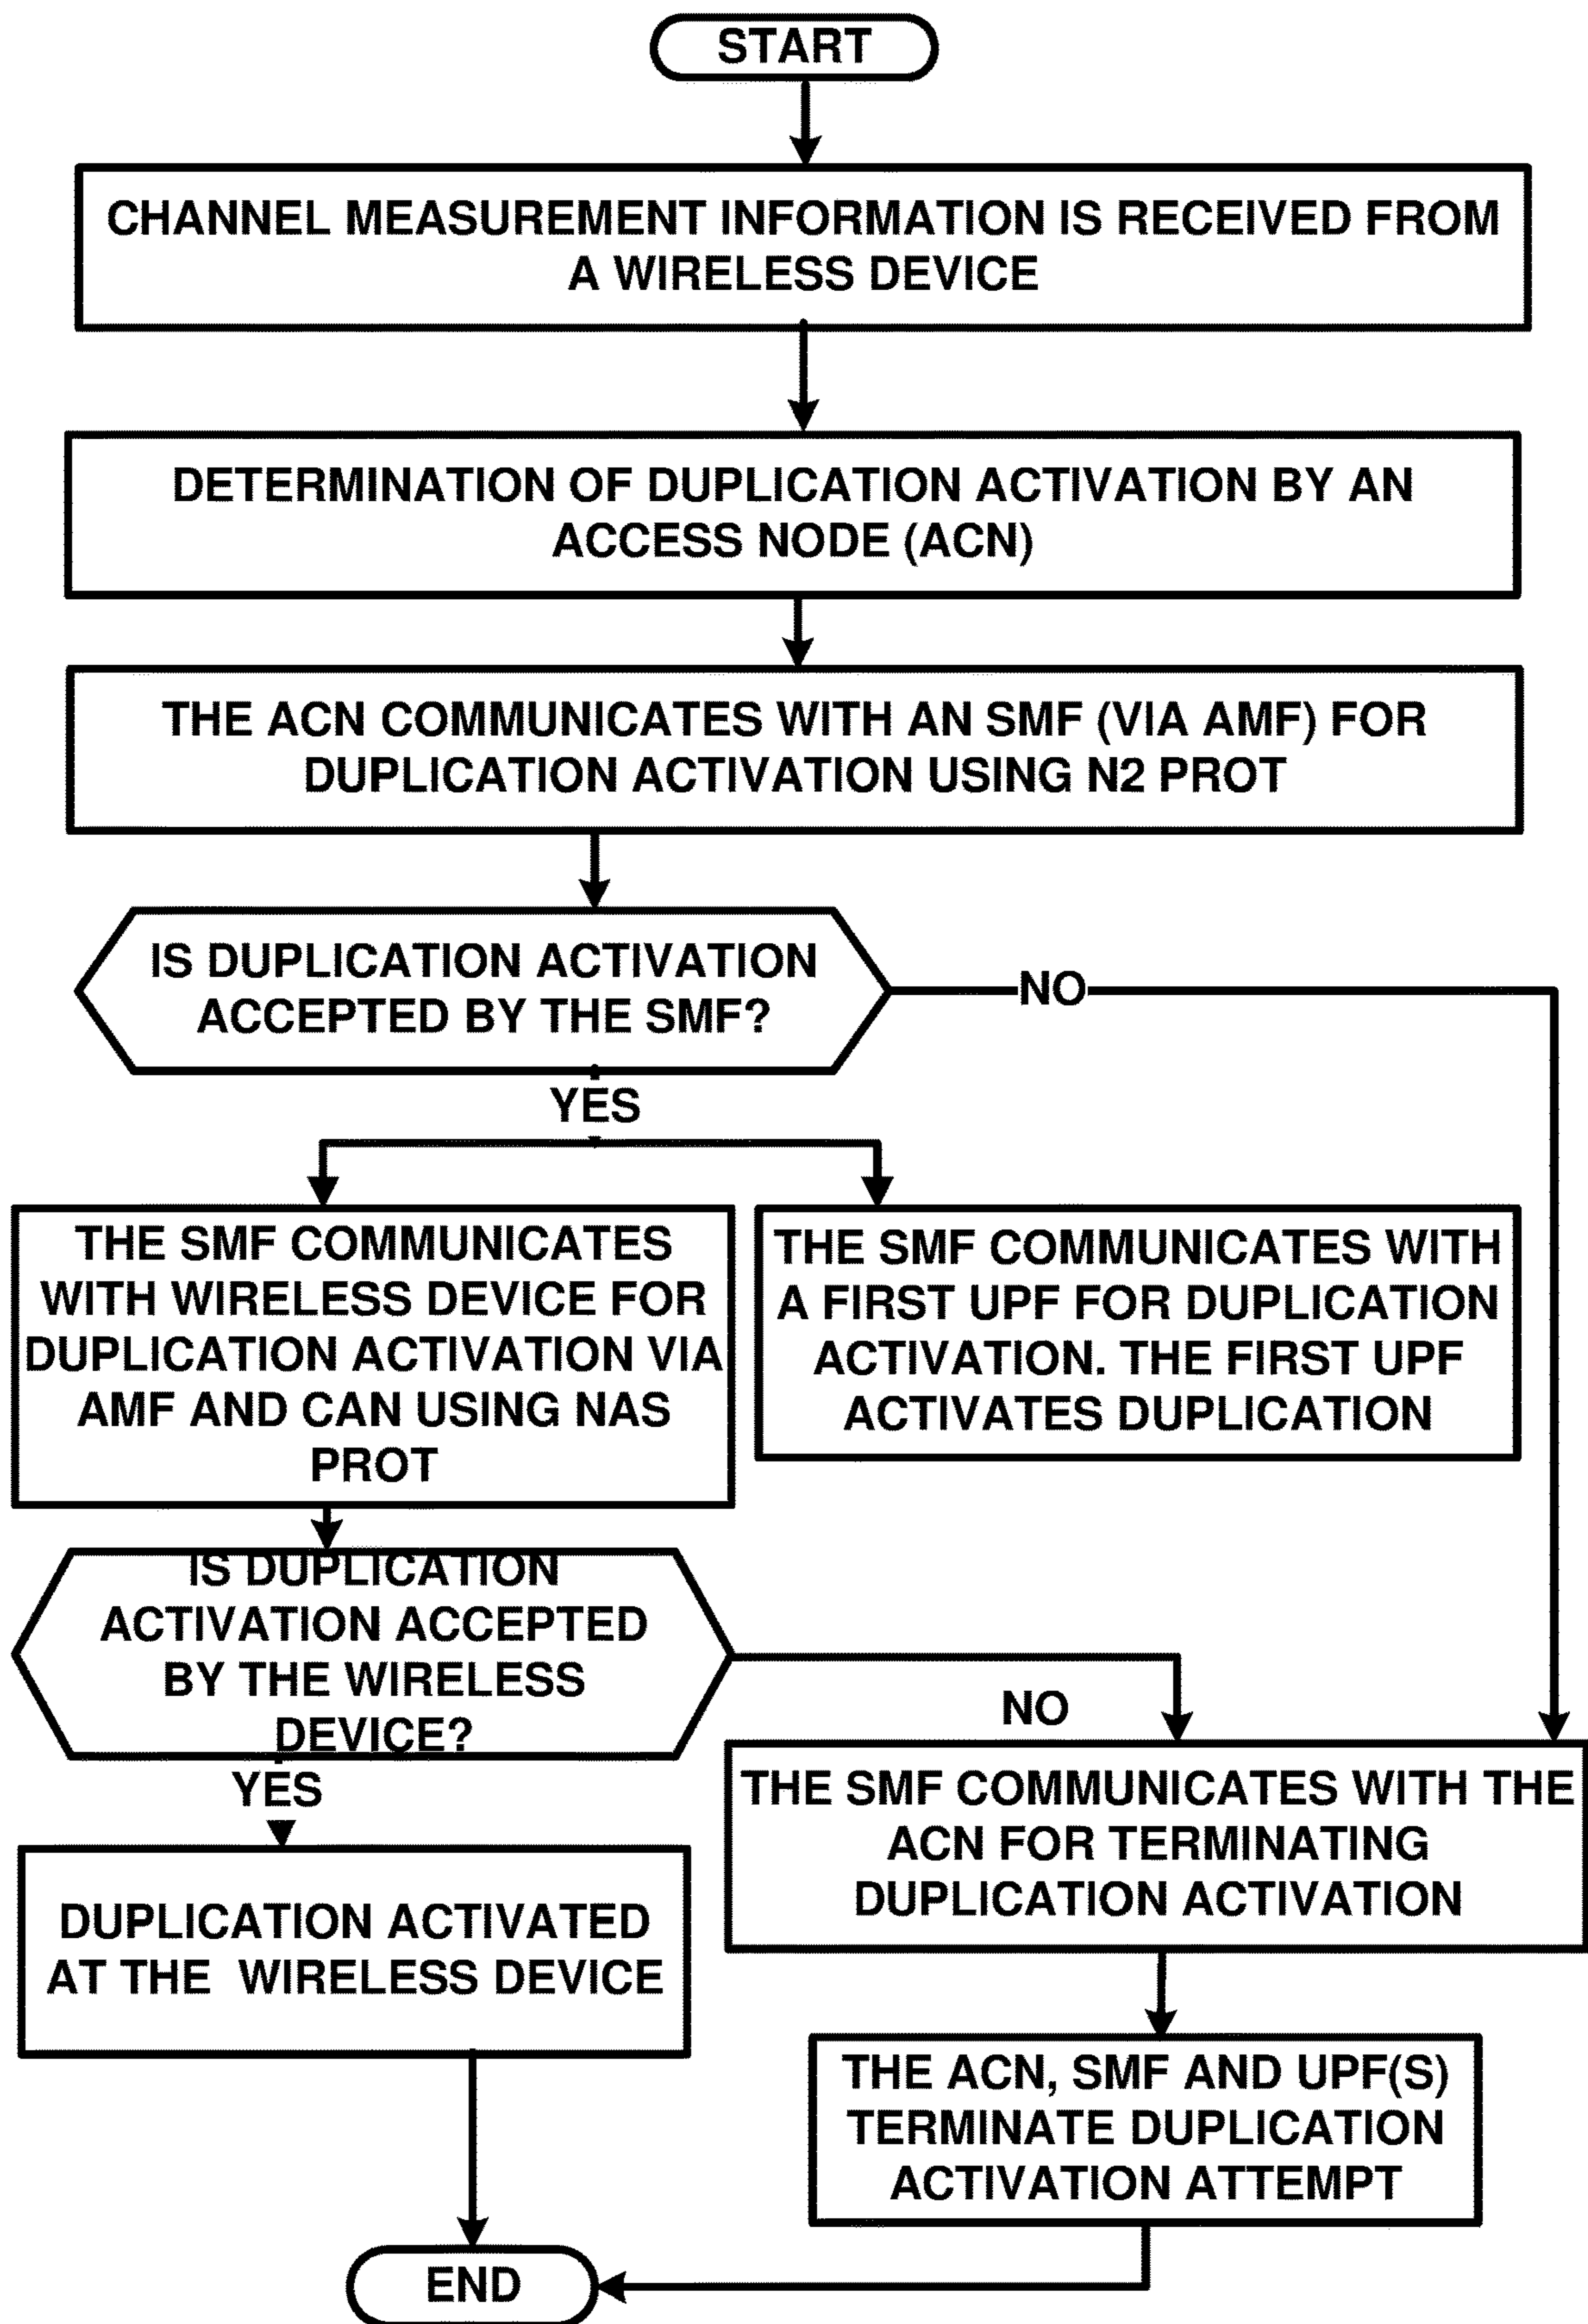 START
CHANNEL MEASUREMENT INFORMATION IS RECEIVED FROM
A WIRELESS DEVICE
DETERMINATION OF DUPLICATION ACTIVATION BY AN
ACCESS NODE (ACN)
THE ACN COMMUNICATES WITH AN SMF (VIA AMF) FOR
DUPLICATION ACTIVATION USING N2 PROT
IS DUPLICATION ACTIVATION
ACCEPTED BY THE SMF?
NO
YES
THE SMF COMMUNICATES
WITH WIRELESS DEVICE FOR
DUPLICATION ACTIVATION VIA
AMF AND CAN USING NAS
PROT
THE SMF COMMUNICATES WITH
A FIRST UPF FOR DUPLICATION
ACTIVATION. THE FIRST UPF
ACTIVATES DUPLICATION
IS DUPLICATION
ACTIVATION ACCEPTED
BY THE WIRELESS
DEVICE?
NO
YES
THE SMF COMMUNICATES WITH THE
ACN FOR TERMINATING
DUPLICATION ACTIVATION
DUPLICATION ACTIVATED
AT THE WIRELESS DEVICE
THE ACN, SMF AND UPF(S)
TERMINATE DUPLICATION
ACTIVATION ATTEMPT
END